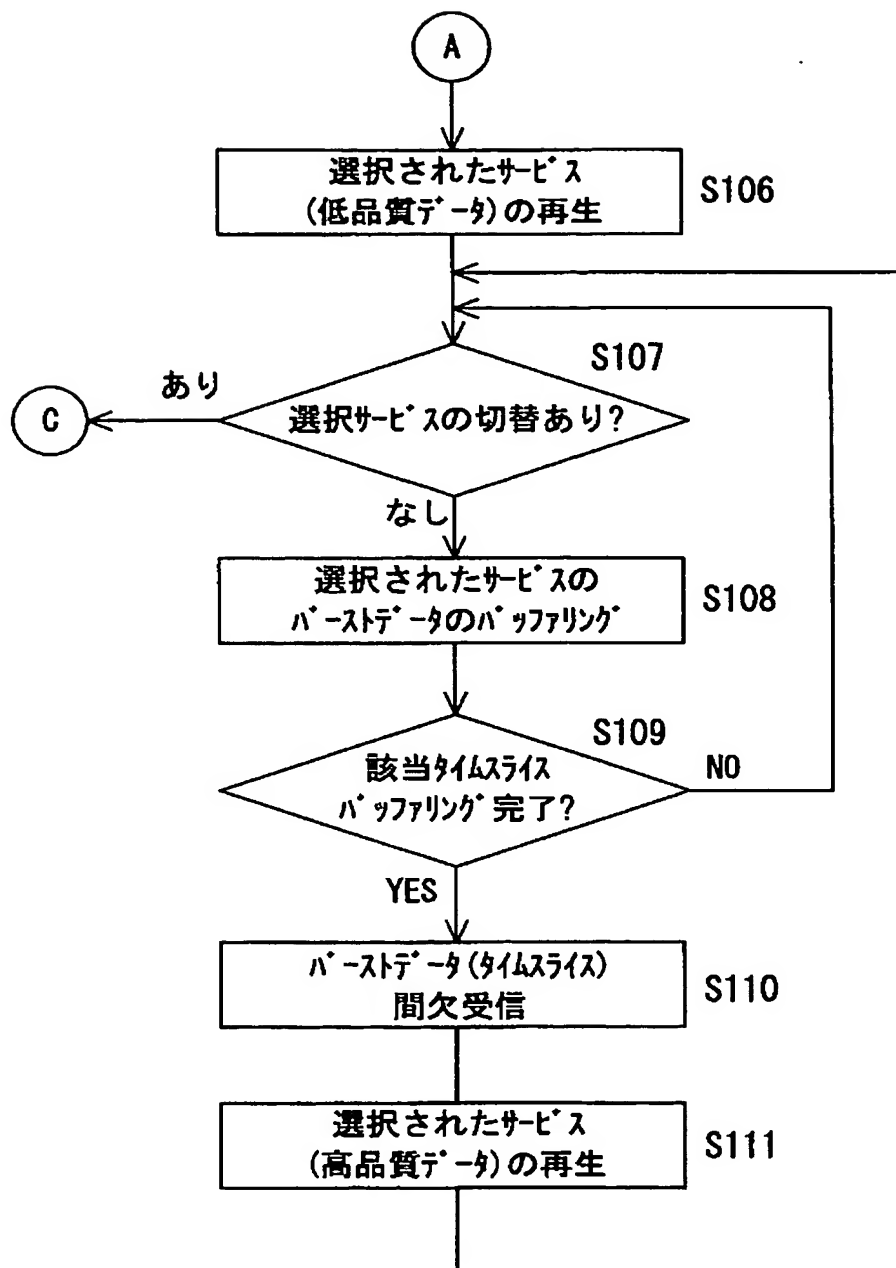 A
選択されたサービス
(低品質データ)の再生
S106
S107
あり
C
選択サービスの切替あり?
なし
選択されたサービスの
バーストデータのバッファリング
S108
S109
該当タイムスライス
バッファリング完了?
NO
YES
バーストデータ(タイムスライス)
間欠受信
S110
選択されたサービス
(高品質データ)の再生
S111